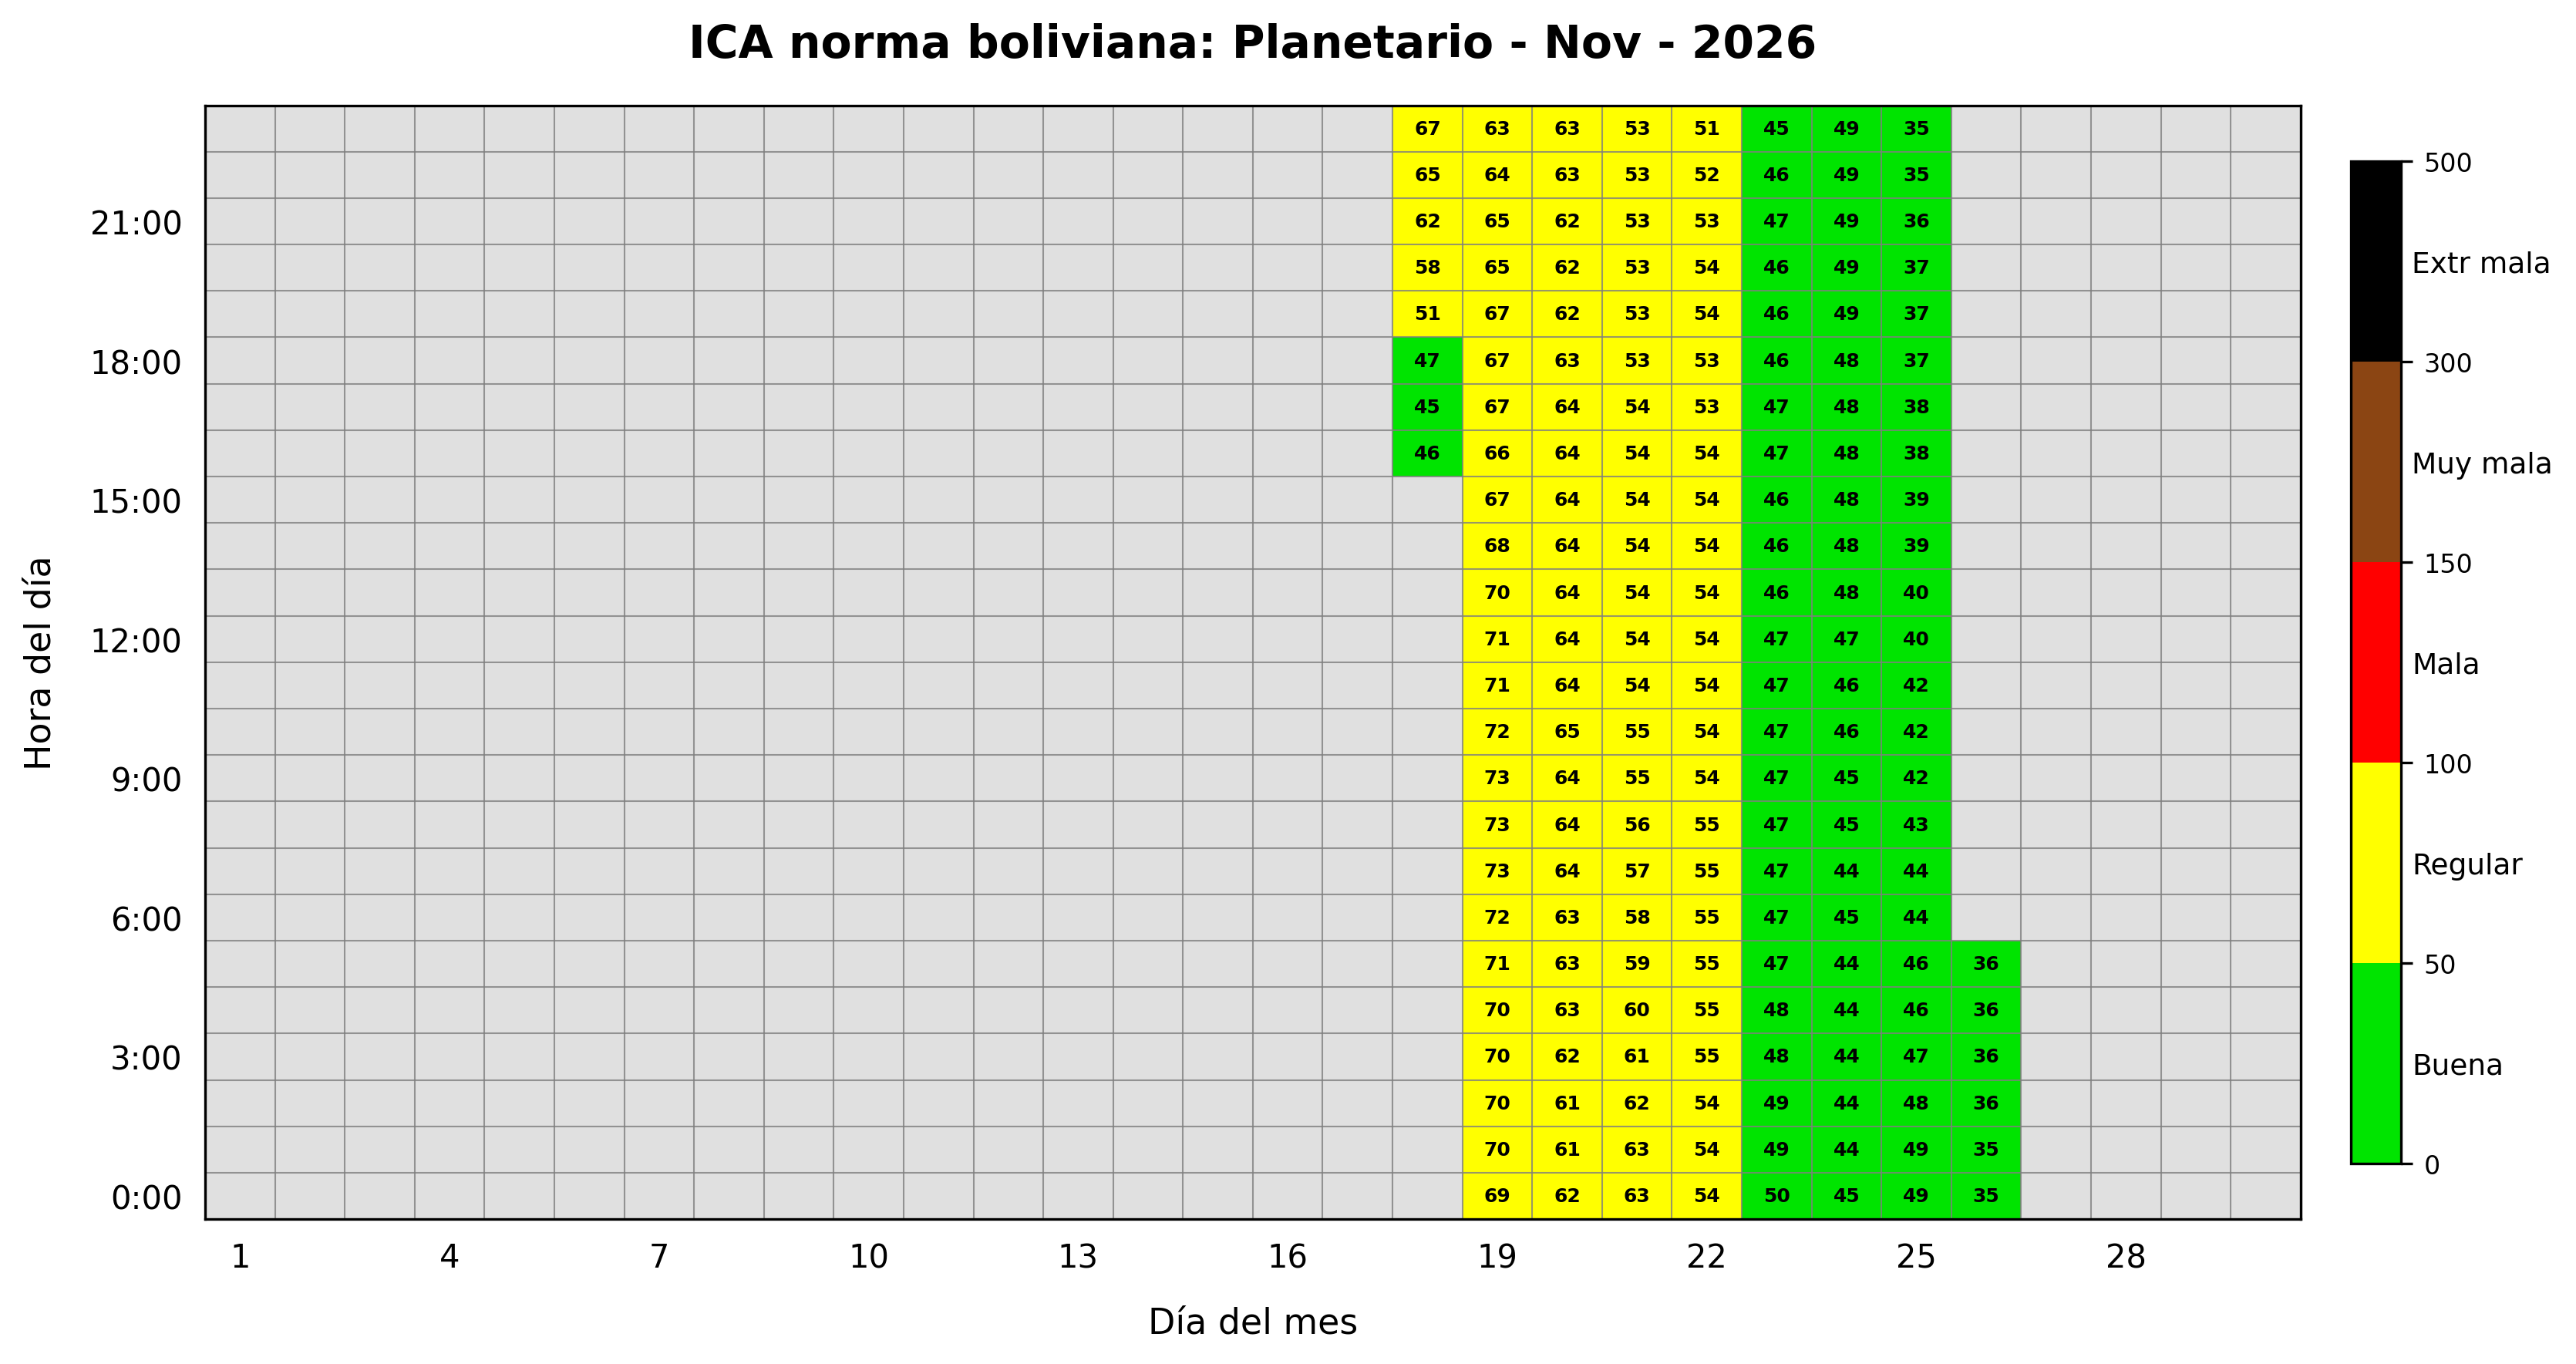 ICA norma boliviana: Planetario - Nov - 2026
67 63 63 53 51 45 49 35
65 64 63 53 52 46 49 35
21:00 62 65 62 53 53 47 49 36
58 65 62 53 54 46 49 37
51 67 62 53 54 46 49 37
18:00 47 67 63 53 53 46 48 37
45 67 64 54 53 47 48 38
46 66 64 54 54 47 48 38
15:00 67 64 54 54 46 48 39
68 64 54 54 46 48 39
70 64 54 54 46 48 40
12:00 71 64 54 54 47 47 40
71 64 54 54 47 46 42
72 65 55 54 47 46 42
9:00 73 64 55 54 47 45 42
73 64 56 55 47 45 43
73 64 57 55 47 44 44
6:00 72 63 58 55 47 45 44
71 63 59 55 47 44 46 36
70 63 60 55 48 44 46 36
3:00 70 62 61 55 48 44 47 36
70 61 62 54 49 44 48 36
70 61 63 54 49 44 49 35
0:00 69 62 63 54 50 45 49 35
1 4 7 10 13 16 19 22 25 28
Día del mes
Hora del día
500
Extr mala
300
Muy mala
150
Mala
100
Regular
50
Buena
0